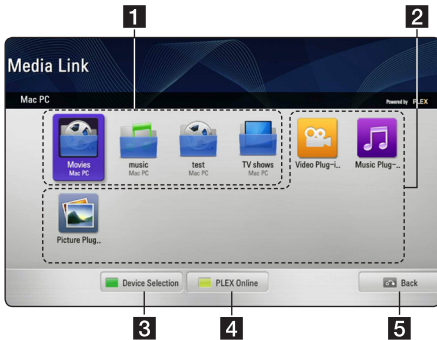 1
2
Media Link
Mac PC
Powered by PLEX
Movies
Mac PC
music
Mac PC
test
Mac PC
TV shows
Mac PC
Video Plug-i..
Music Plug-..
Picture Plug..
Device Selection
PLEX Online
Back
3
4
5